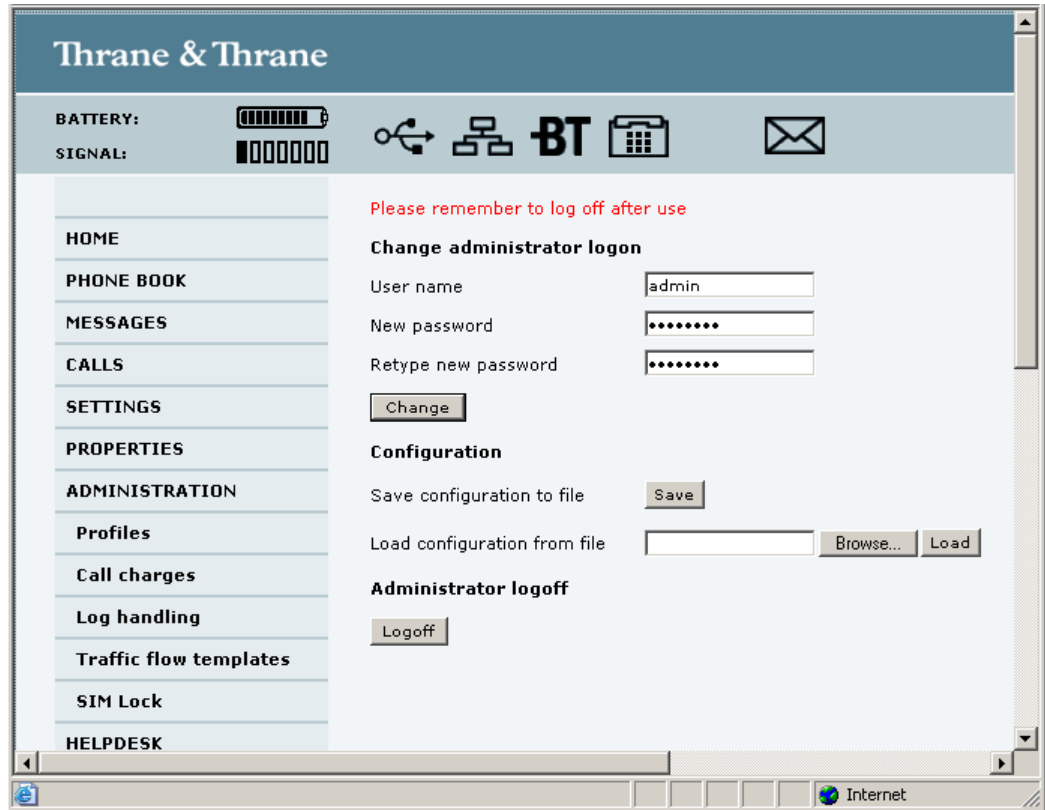 Thrane & Thrane
BATTERY:
SIGNAL:
BT
HOME
PHONE BOOK
MESSAGES
CALLS
SETTINGS
PROPERTIES
ADMINISTRATION
Profiles
Call charges
Log handling
Traffic flow templates
SIM Lock
HELPDESK
Please remember to log off after use
Change administrator logon
User name admin
New password ••••••••
Retype new password ••••••••
Change
Configuration
Save configuration to file Save
Load configuration from file Browse... Load
Administrator logoff
Logoff
Internet